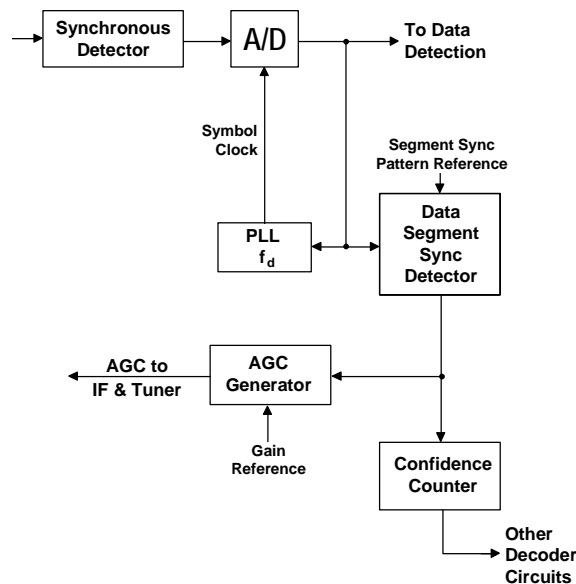 Synchronous
Detector
A/D
To Data
Detection
Symbol
Clock
Segment Sync
Pattern Reference
PLL
f_d
Data
Segment
Sync
Detector
AGC to
IF & Tuner
AGC
Generator
Gain
Reference
Confidence
Counter
Other
Decoder
Circuits